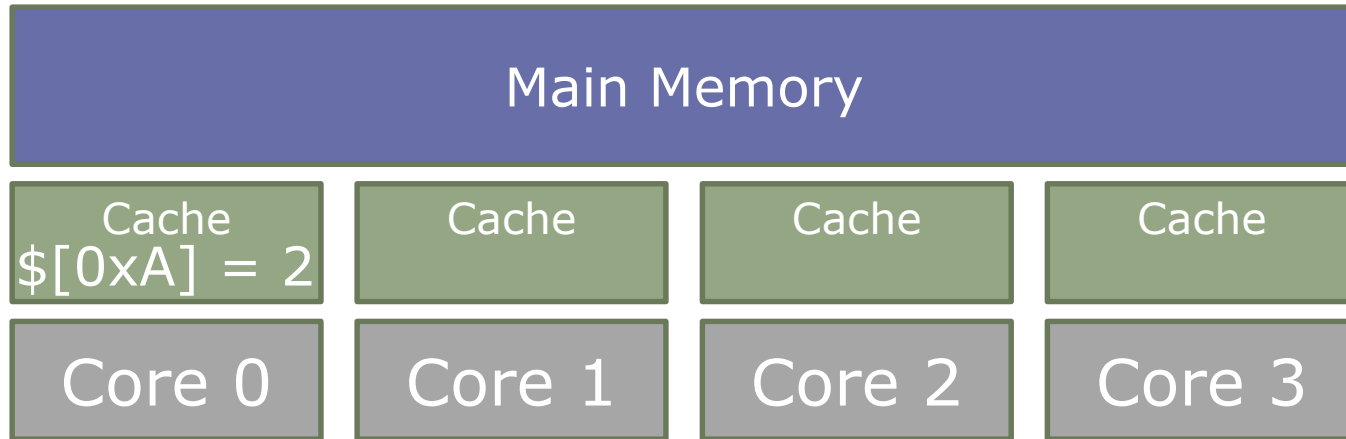 Main Memory
Cache
$[0xA] = 2
Cache
Cache
Cache
Core 0
Core 1
Core 2
Core 3